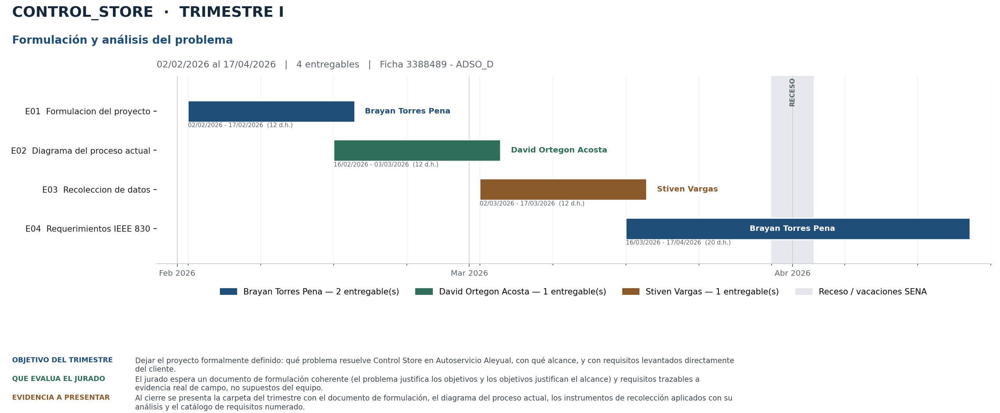 CONTROL_STORE · TRIMESTRE I
Formulación y análisis del problema
02/02/2026 al 17/04/2026 | 4 entregables | Ficha 3388489 - ADSO_D
RECESO
E01 Formulacion del proyecto
Brayan Torres Pena
02/02/2026 - 17/02/2026 (12 d.h.)
E02 Diagrama del proceso actual
David Ortegon Acosta
16/02/2026 - 03/03/2026 (12 d.h.)
E03 Recoleccion de datos
Stiven Vargas
02/03/2026 - 17/03/2026 (12 d.h.)
E04 Requerimientos IEEE 830
Brayan Torres Pena
16/03/2026 - 17/04/2026 (20 d.h.)
Feb 2026 Mar 2026 Abr 2026
Brayan Torres Pena — 2 entregable(s) David Ortegon Acosta — 1 entregable(s) Stiven Vargas — 1 entregable(s) Receso / vacaciones SENA
OBJETIVO DEL TRIMESTRE Dejar el proyecto formalmente definido: qué problema resuelve Control Store en Autoservicio Aleyual, con qué alcance, y con requisitos levantados directamente
del cliente.
QUE EVALUA EL JURADO El jurado espera un documento de formulación coherente (el problema justifica los objetivos y los objetivos justifican el alcance) y requisitos trazables a
evidencia real de campo, no supuestos del equipo.
EVIDENCIA A PRESENTAR Al cierre se presenta la carpeta del trimestre con el documento de formulación, el diagrama del proceso actual, los instrumentos de recolección aplicados con su
análisis y el catálogo de requisitos numerado.